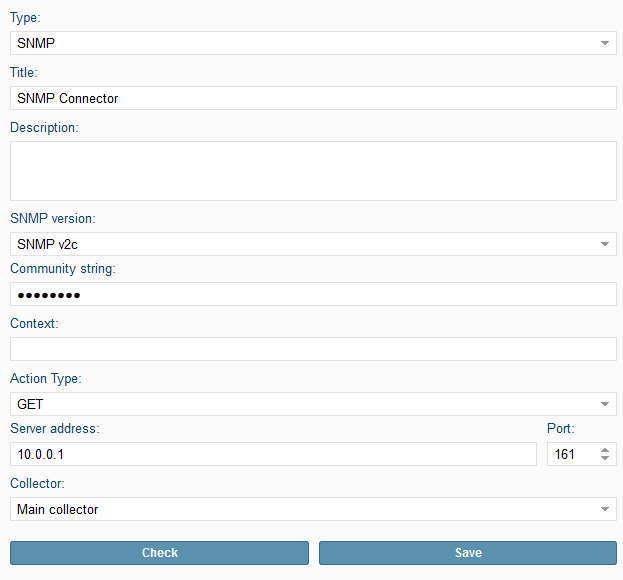 Type:
SNMP
Title:
SNMP Connector
Description:
SNMP version:
SNMP v2c
Community string:
●●●●●●●●
Context:
Action Type:
GET
Server address: Port:
10.0.0.1 161
Collector:
Main collector
Check Save